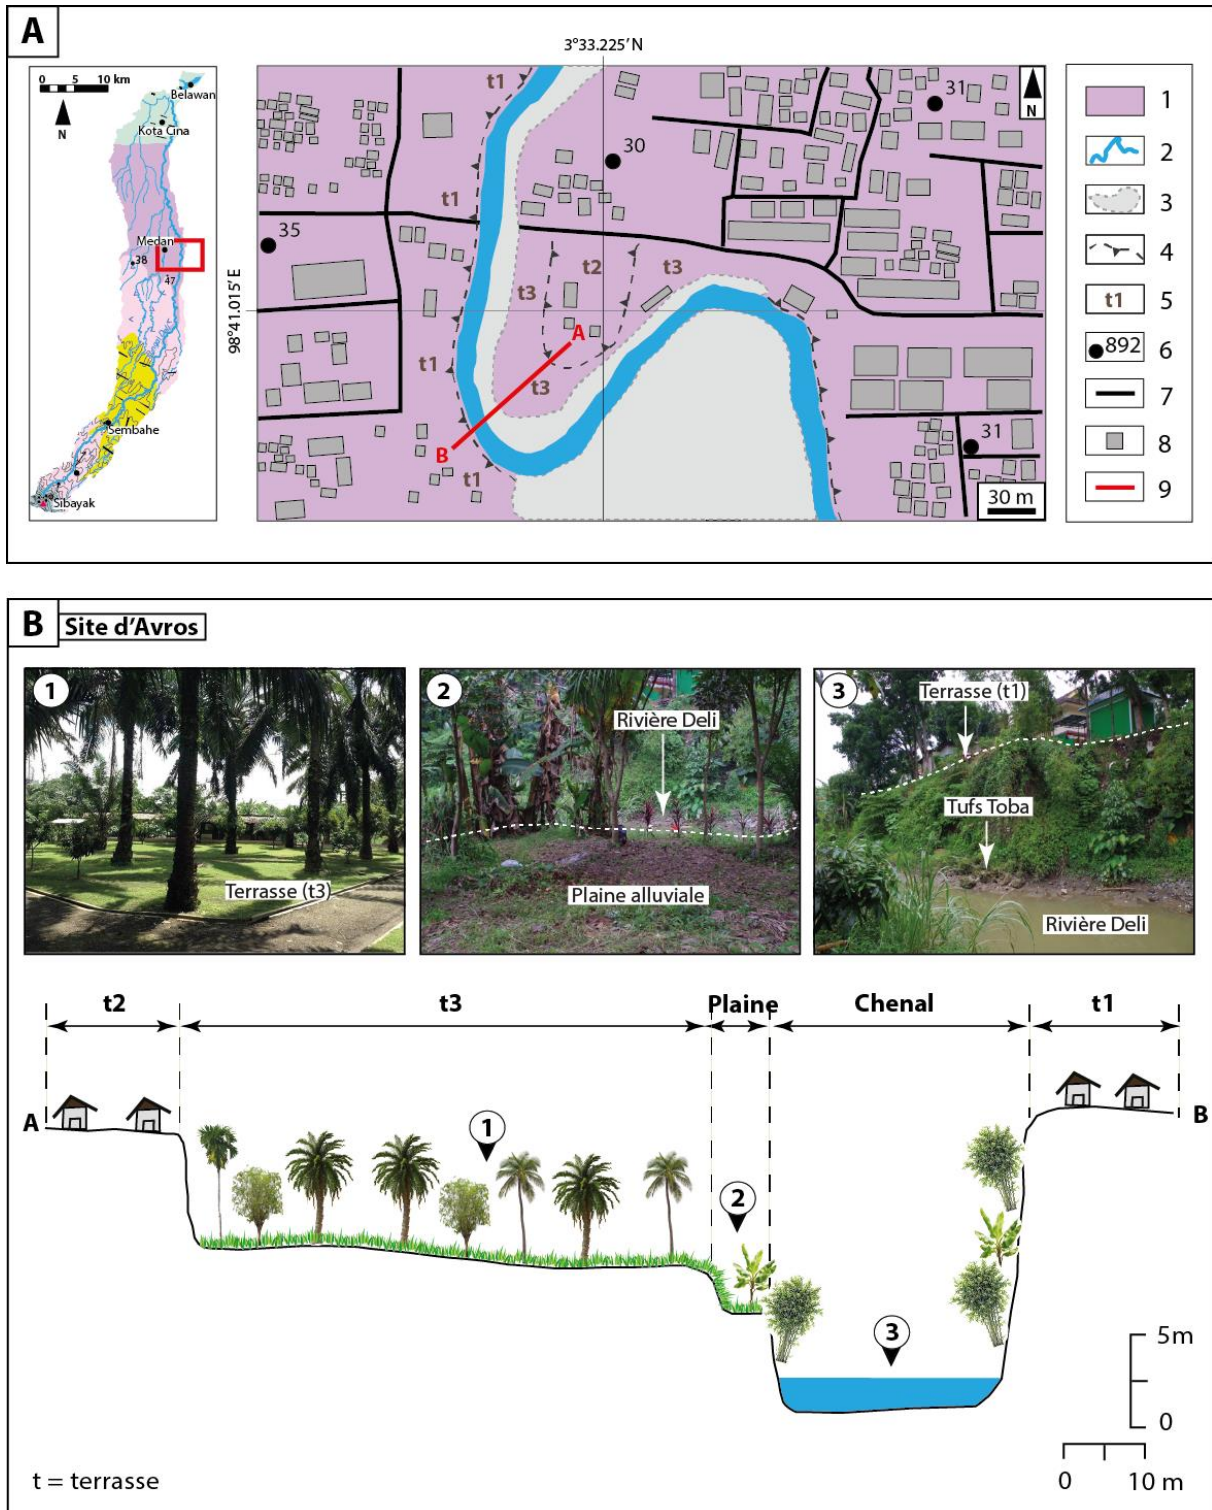 A
0 5 10 km
N
Belawan
Kota Cina
Medan
38
47
Sembahe
Sibayak
3°33.225’ N
98°41.015’ E
t1
31
N
30
t1
35
t2
t3
t3
t1
A
t3
B
t1
31
30 m
1
2
3
4
t1 5
892 6
7
8
9
B Site d’Avros
1
Terrasse (t3)
2
Rivière Deli
Plaine alluviale
3
Terrasse (t1)
Tufs Toba
Rivière Deli
t2 t3 Plaine Chenal t1
A
B
1
2
3
5m
0
0 10 m
t = terrasse